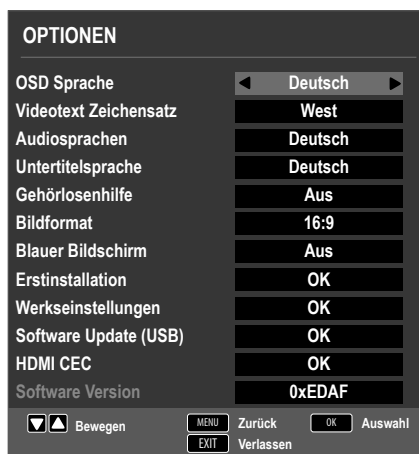 OPTIONEN
OSD Sprache Deutsch
Videotext Zeichensatz West
Audiosprachen Deutsch
Untertitelsprache Deutsch
Gehörlosenhilfe Aus
Bildformat 16:9
Blauer Bildschirm Aus
Erstinstallation OK
Werkseinstellungen OK
Software Update (USB) OK
HDMI CEC OK
Software Version 0xEDAF
Bewegen MENU Zurück OK Auswahl
EXIT Verlassen